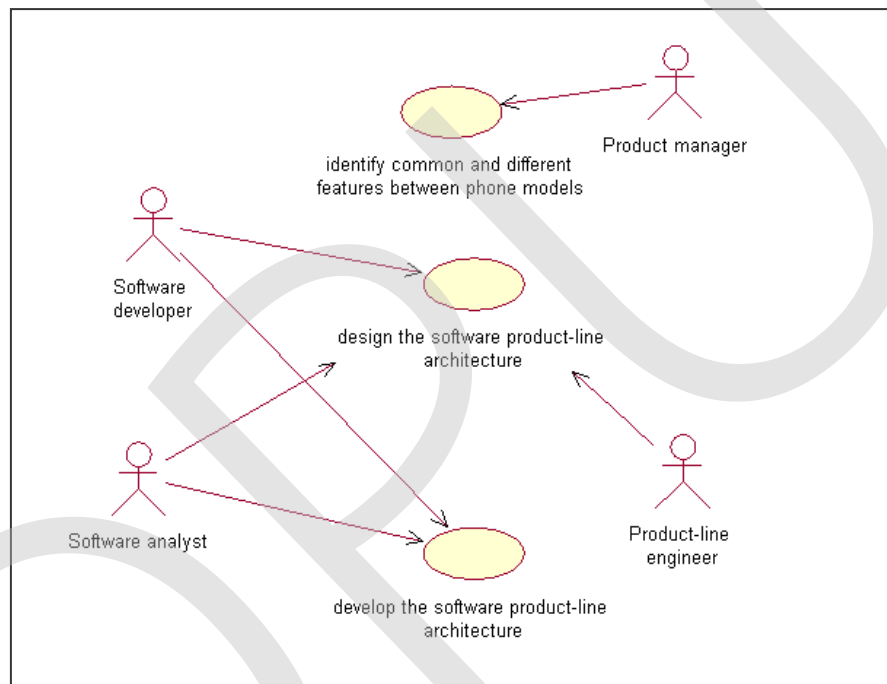 Product manager
identify common and different
features between phone models
Software
developer
design the software product-line
architecture
Software analyst
Product-line
engineer
develop the software product-line
architecture